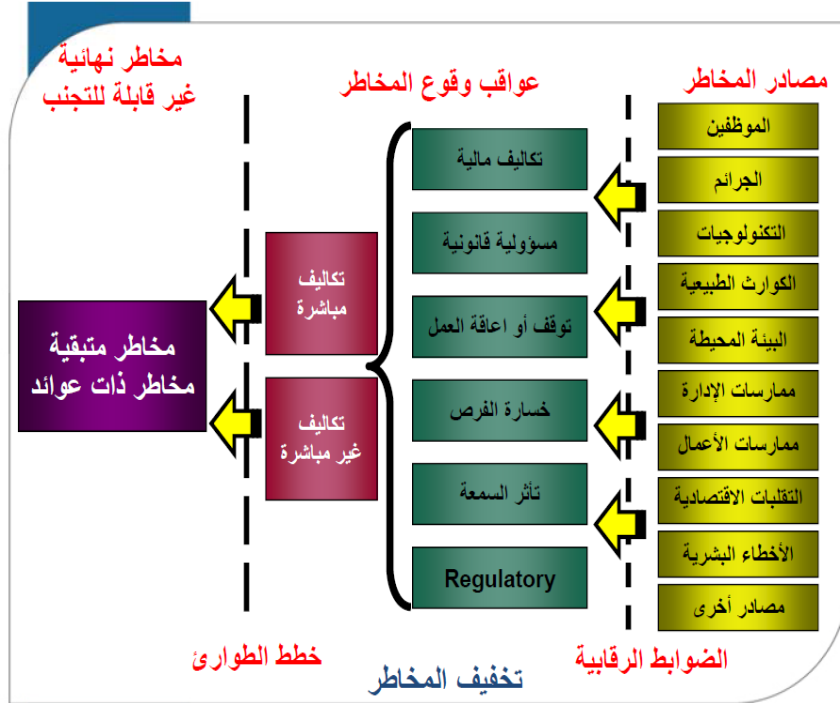 مصادر المخاطر
الموظفين
الجرائم
التكنولوجيات
الكوارث الطبيعية
البيئة المحيطة
ممارسات الإدارة
ممارسات الأعمال
التقلبات الاقتصادية
الأخطاء البشرية
مصادر أخرى
الضوابط الرقابية
عواقب وقوع المخاطر
تكاليف مالية
مسؤولية قانونية
توقف أو اعاقة العمل
خسارة الفرص
تأثر السمعة
Regulatory
تكاليف
مباشرة
تكاليف
غير مباشرة
خطط الطوارئ
مخاطر نهائية
غير قابلة للتجنب
مخاطر متبقية
مخاطر ذات عوائد
تخفيف المخاطر